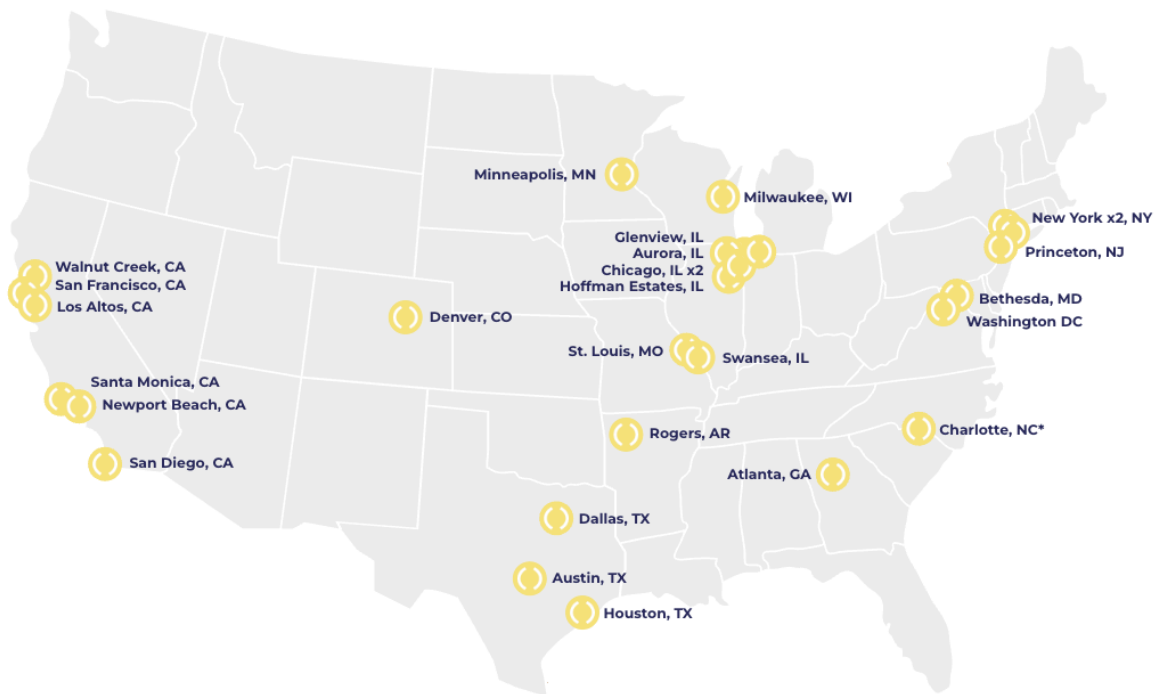 Minneapolis, MN
Milwaukee, WI
New York x2, NY
Glenview, IL
Aurora, IL
Princeton, NJ
Walnut Creek, CA
Chicago, IL x2
San Francisco, CA
Hoffman Estates, IL
Bethesda, MD
Los Altos, CA
Denver, CO
Washington DC
St. Louis, MO
Swansea, IL
Santa Monica, CA
Newport Beach, CA
Rogers, AR
Charlotte, NC*
San Diego, CA
Atlanta, GA
Dallas, TX
Austin, TX
Houston, TX